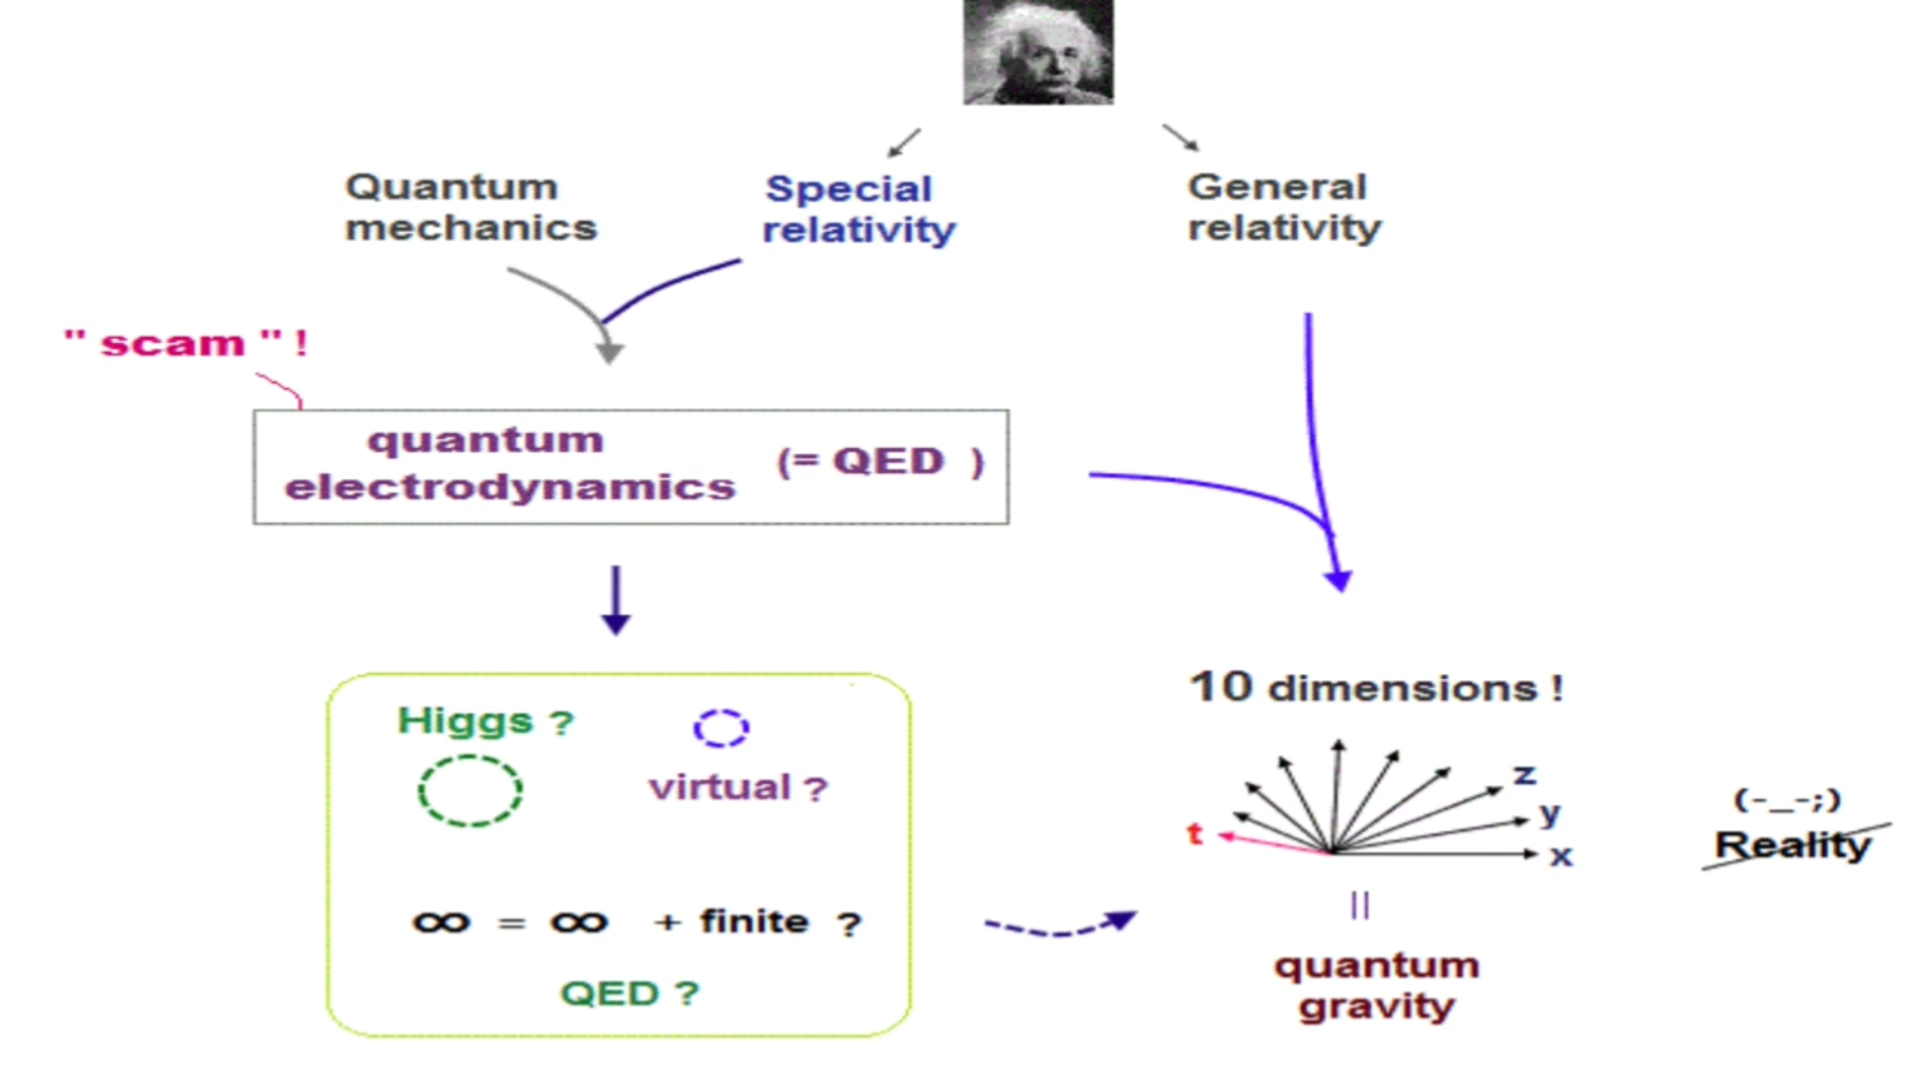 Quantum
mechanics
Special
relativity
General
relativity
" scam " !
quantum
electrodynamics
(= QED )
Higgs ?
virtual ?
∞ = ∞ + finite ?
QED ?
10 dimensions !
z
y
x
t
||
quantum
gravity
(-_-;)
Reality